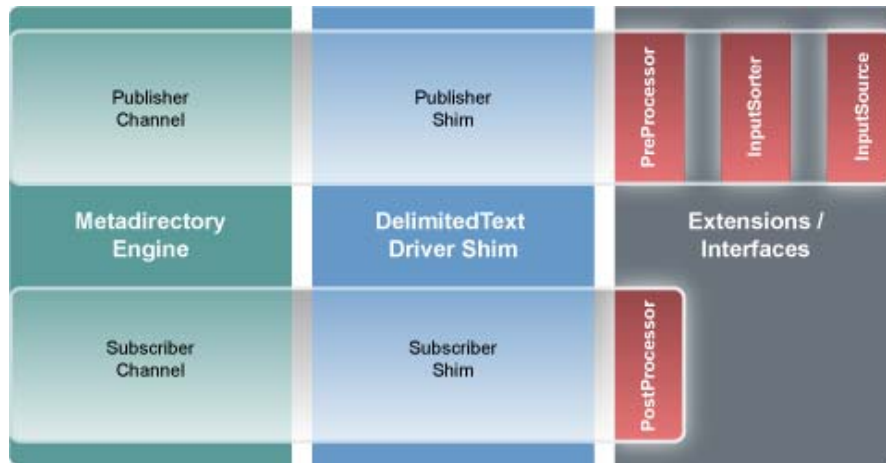 Publisher
Channel
Publisher
Shim
PreProcessor
InputSorter
InputSource
Metadirectory
Engine
DelimitedText
Driver Shim
Extensions /
Interfaces
Subscriber
Channel
Subscriber
Shim
PostProcessor